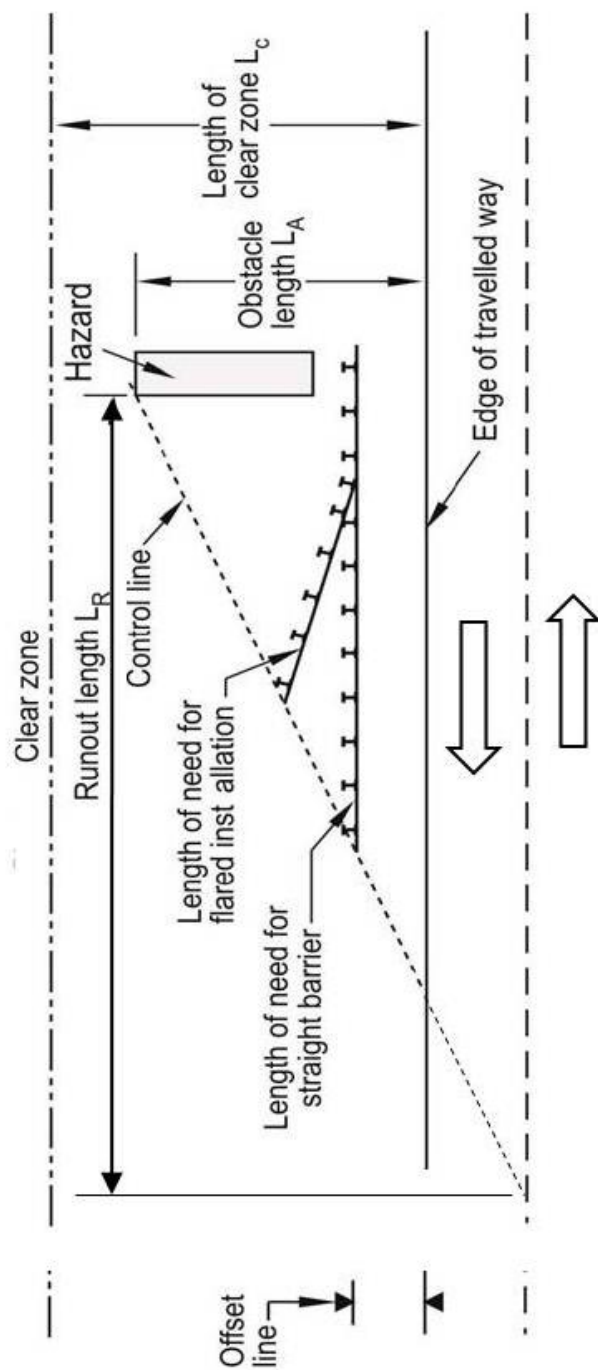 Clear zone
Runout length L_R
Control line
Hazard
Length of
clear zone L_C
Obstacle
length L_A
Length of need for
flared inst allation
Length of need for
straight barrier
Edge of travelled way
Offset
line